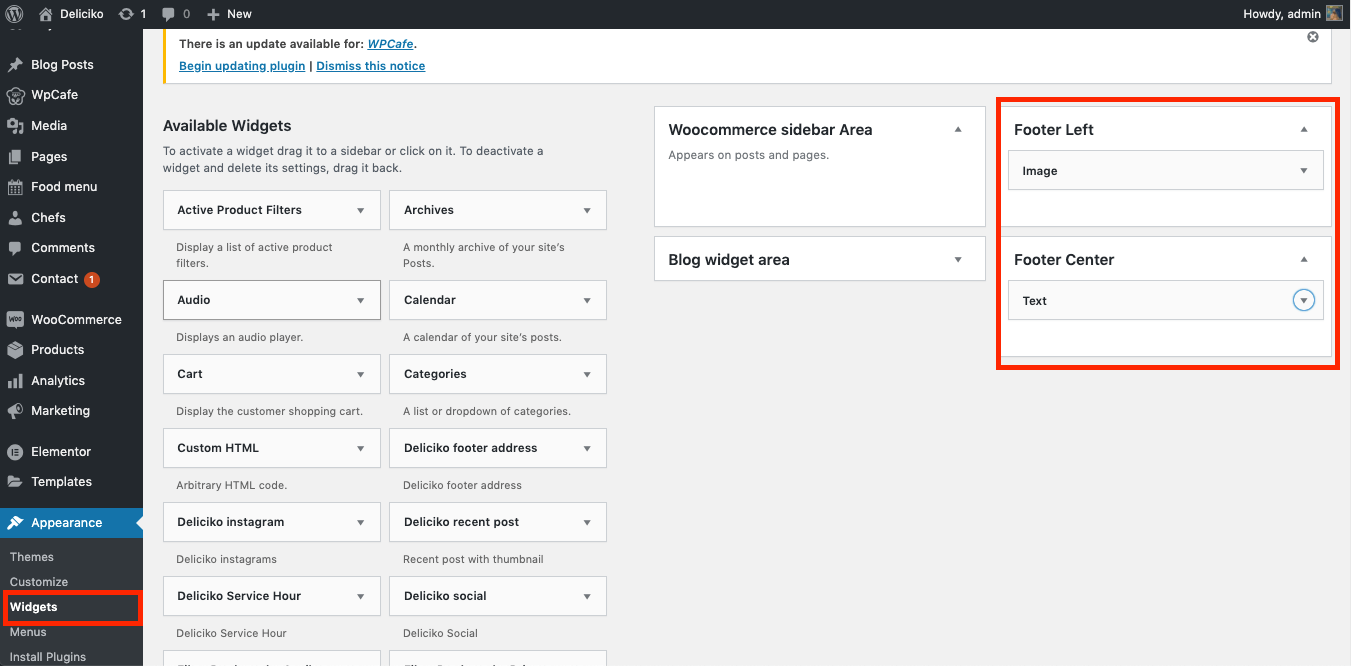 Deliciko
1
0
New
Howdy, admin
Blog Posts
WpCafe
Media
Pages
Food menu
Chefs
Comments
Contact 1
WooCommerce
Products
Analytics
Marketing
Elementor
Templates
Appearance
Themes
Customize
Widgets
Menus
Install Plugins
There is an update available for: WPCafe.
Begin updating plugin | Dismiss this notice
Available Widgets
To activate a widget drag it to a sidebar or click on it. To deactivate a
widget and delete its settings, drag it back.
Active Product Filters
Display a list of active product
filters.
Archives
A monthly archive of your site’s
Posts.
Audio
Displays an audio player.
Calendar
A calendar of your site’s posts.
Cart
Display the customer shopping cart.
Categories
A list or dropdown of categories.
Custom HTML
Arbitrary HTML code.
Deliciko footer address
Deliciko footer address
Deliciko instagram
Deliciko instagrams
Deliciko recent post
Recent post with thumbnail
Deliciko Service Hour
Deliciko Service Hour
Deliciko social
Deliciko Social
Woocommerce sidebar Area
Appears on posts and pages.
Blog widget area
Footer Left
Image
Footer Center
Text